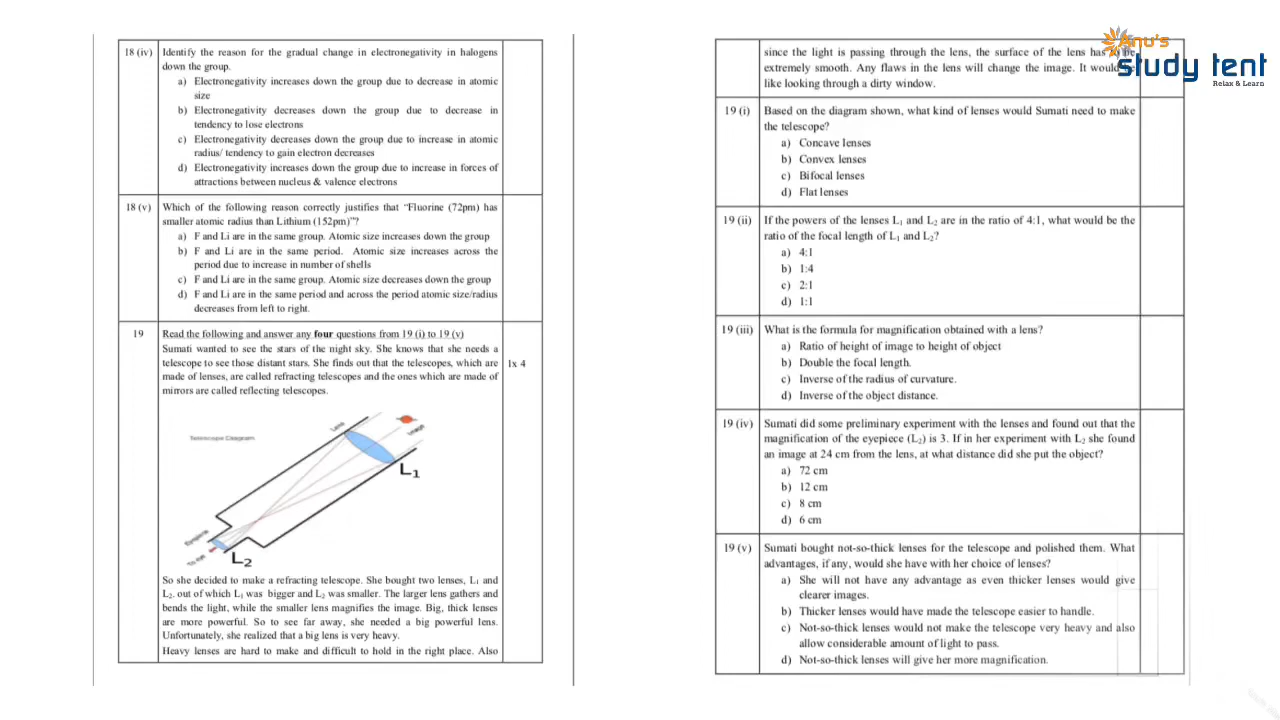 18 (iv) Identify the reason for the gradual change in electronegativity in halogens
down the group.
a) Electronegativity increases down the group due to decrease in atomic
size
b) Electronegativity decreases down the group due to decrease in
tendency to lose electrons
c) Electronegativity decreases down the group due to increase in atomic
radius/ tendency to gain electron decreases
d) Electronegativity increases down the group due to increase in forces of
attractions between nucleus & valence electrons
18 (v) Which of the following reason correctly justifies that "Fluorine (72pm) has
smaller atomic radius than Lithium (152pm)"?
a) F and Li are in the same group. Atomic size increases down the group
b) F and Li are in the same period. Atomic size increases across the
period due to increase in number of shells
c) F and Li are in the same group. Atomic size decreases down the group
d) F and Li are in the same period and across the period atomic size/radius
decreases from left to right.
19 Read the following and answer any four questions from 19 (i) to 19 (v)
Sumati wanted to see the stars of the night sky. She knows that she needs a
telescope to see those distant stars. She finds out that the telescopes, which are 1x 4
made of lenses, are called refracting telescopes and the ones which are made of
mirrors are called reflecting telescopes.
Telescope Diagram
Lens
Image
L₁
Eyepiece
To eye
L₂
So she decided to make a refracting telescope. She bought two lenses, L₁ and
L₂, out of which L₁ was bigger and L₂ was smaller. The larger lens gathers and
bends the light, while the smaller lens magnifies the image. Big, thick lenses
are more powerful. So to see far away, she needed a big powerful lens.
Unfortunately, she realized that a big lens is very heavy.
Heavy lenses are hard to make and difficult to hold in the right place. Also
Anu's
study tent
Relax & Learn
since the light is passing through the lens, the surface of the lens has to be
extremely smooth. Any flaws in the lens will change the image. It would be
like looking through a dirty window.
19 (i) Based on the diagram shown, what kind of lenses would Sumati need to make
the telescope?
a) Concave lenses
b) Convex lenses
c) Bifocal lenses
d) Flat lenses
19 (ii) If the powers of the lenses L₁ and L₂ are in the ratio of 4:1, what would be the
ratio of the focal length of L₁ and L₂?
a) 4:1
b) 1:4
c) 2:1
d) 1:1
19 (iii) What is the formula for magnification obtained with a lens?
a) Ratio of height of image to height of object
b) Double the focal length.
c) Inverse of the radius of curvature.
d) Inverse of the object distance.
19 (iv) Sumati did some preliminary experiment with the lenses and found out that the
magnification of the eyepiece (L₂) is 3. If in her experiment with L₂ she found
an image at 24 cm from the lens, at what distance did she put the object?
a) 72 cm
b) 12 cm
c) 8 cm
d) 6 cm
19 (v) Sumati bought not-so-thick lenses for the telescope and polished them. What
advantages, if any, would she have with her choice of lenses?
a) She will not have any advantage as even thicker lenses would give
clearer images.
b) Thicker lenses would have made the telescope easier to handle.
c) Not-so-thick lenses would not make the telescope very heavy and also
allow considerable amount of light to pass.
d) Not-so-thick lenses will give her more magnification.